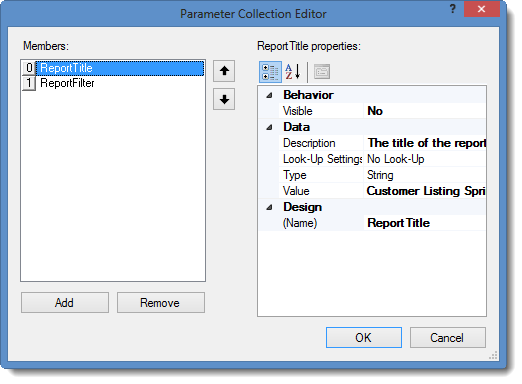 Parameter Collection Editor ?
Members:
0 ReportTitle
1 ReportFilter
Add Remove
ReportTitle properties:
Behavior
Visible No
Data
Description The title of the report
Look-Up Settings No Look-Up
Type String
Value Customer Listing Spri
Design
(Name) ReportTitle
OK Cancel